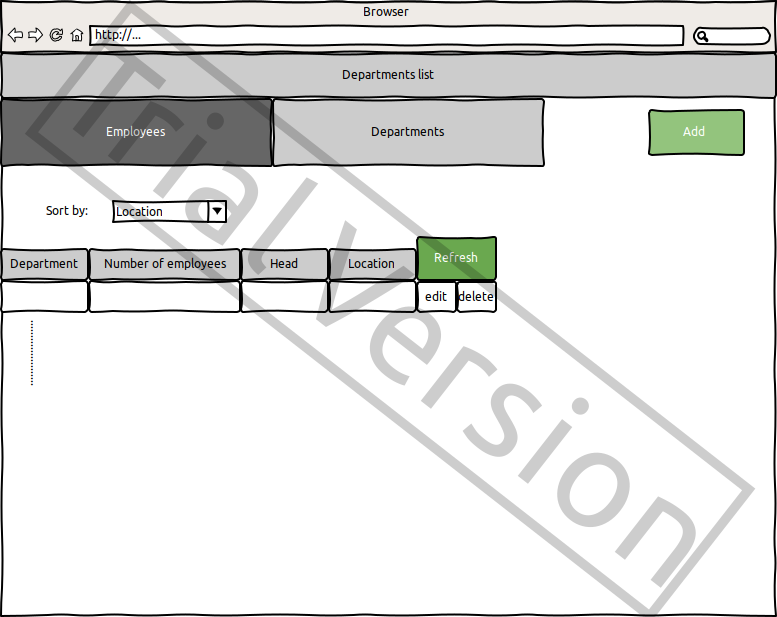 Browser
http://...
Departments list
Employees
Departments
Add
Sort by:
Location
Department
Number of employees
Head
Location
Refresh
edit
delete
Trial Version